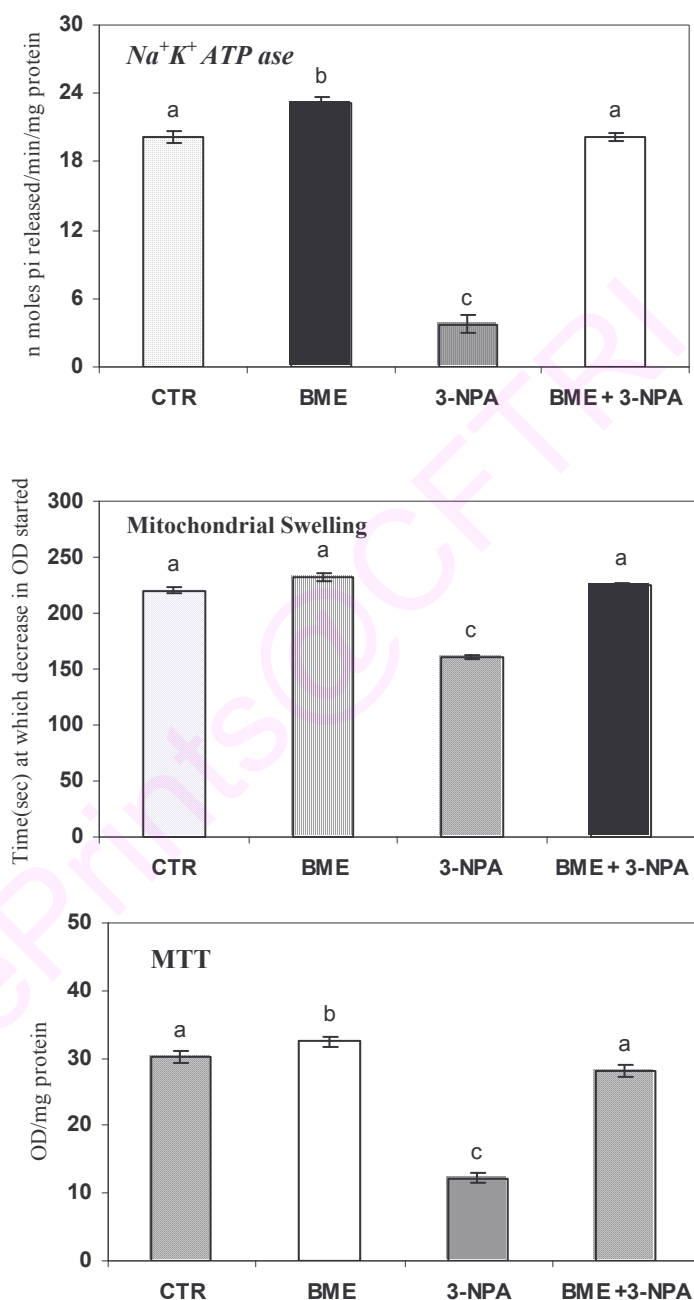 Na⁺K⁺ ATP ase
n moles pi released/min/mg protein
30
24
18
12
6
0
a
b
c
a
CTR BME 3-NPA BME + 3-NPA
Mitochondrial Swelling
Time(sec) at which decrease in OD started
300
250
200
150
100
50
0
a
a
c
a
CTR BME 3-NPA BME + 3-NPA
MTT
OD/mg protein
50
40
30
20
10
0
a
b
c
a
CTR BME 3-NPA BME +3-NPA
ePrints@CFTRI